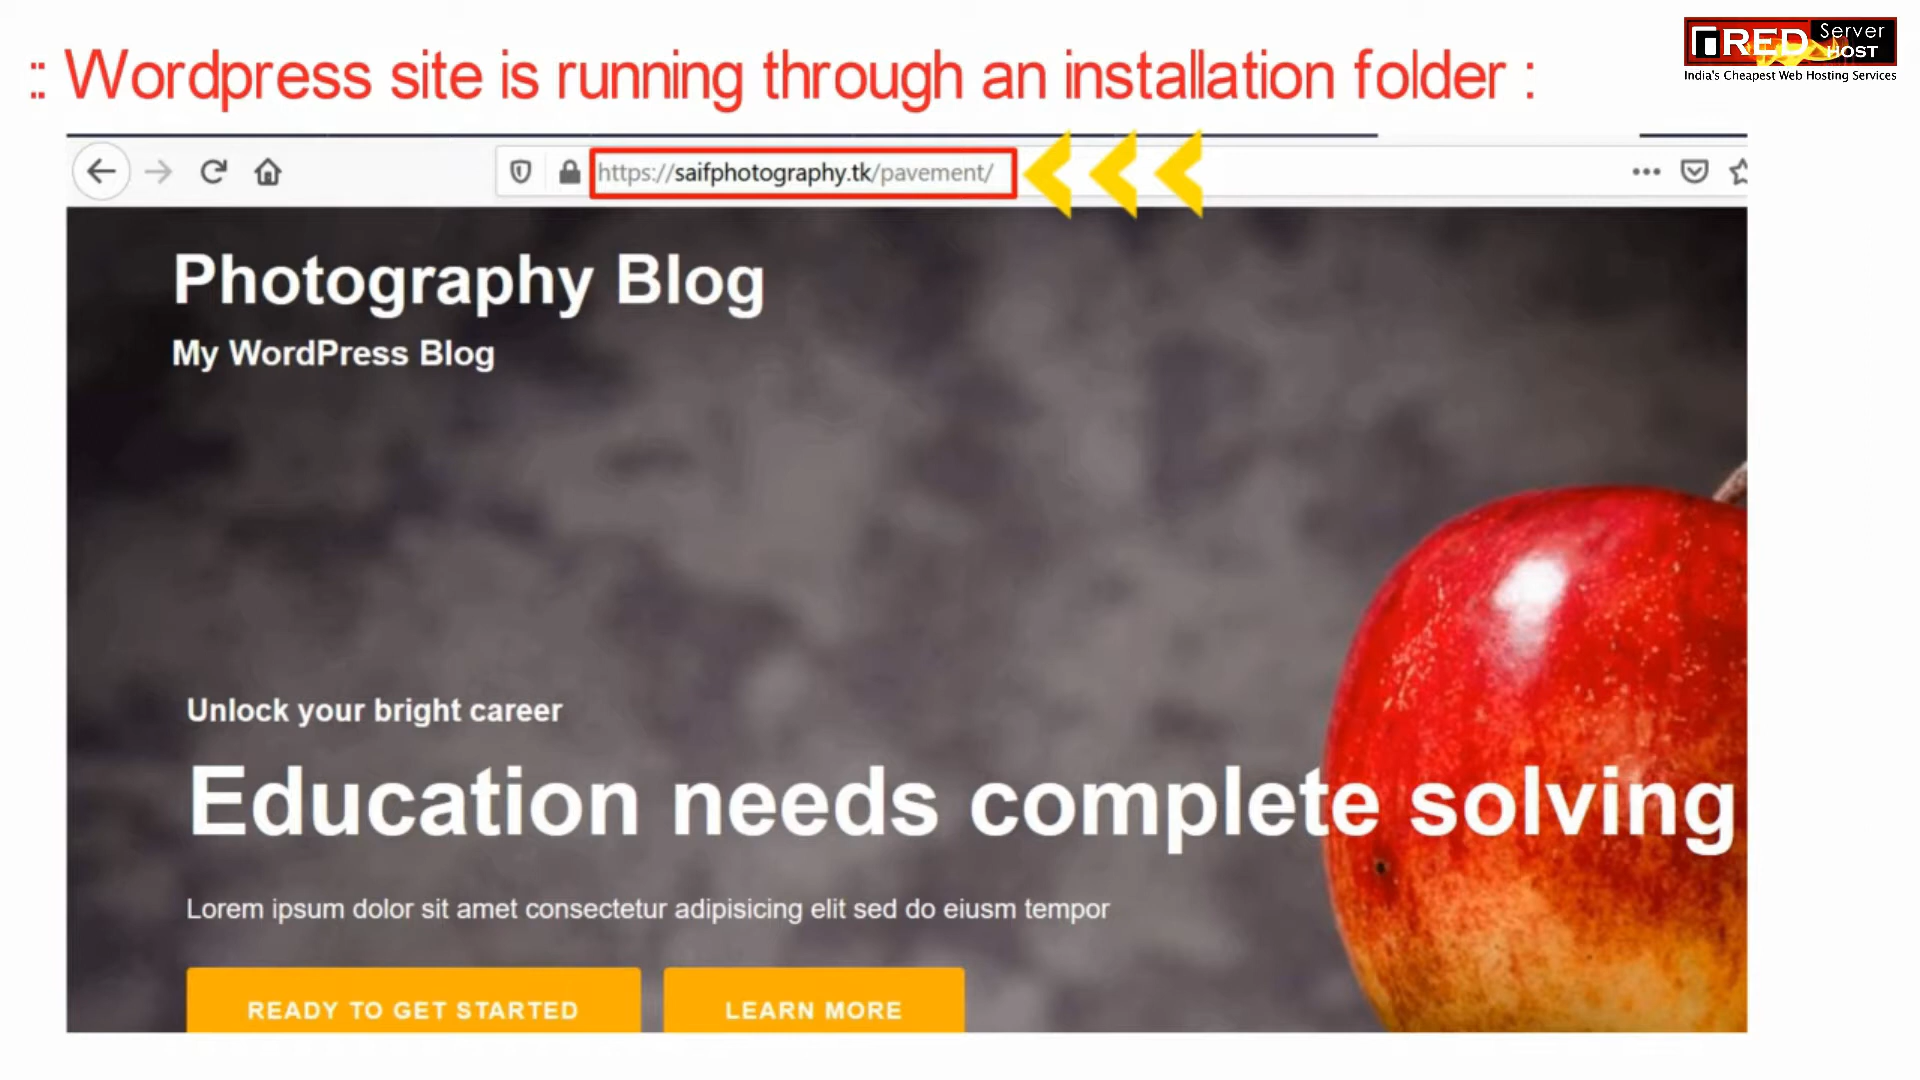 :: Wordpress site is running through an installation folder :
RED Server HOST
India's Cheapest Web Hosting Services
https://saifphotography.tk/pavement/
Photography Blog
My WordPress Blog
Unlock your bright career
Education needs complete solving
Lorem ipsum dolor sit amet consectetur adipisicing elit sed do eiusm tempor
READY TO GET STARTED
LEARN MORE